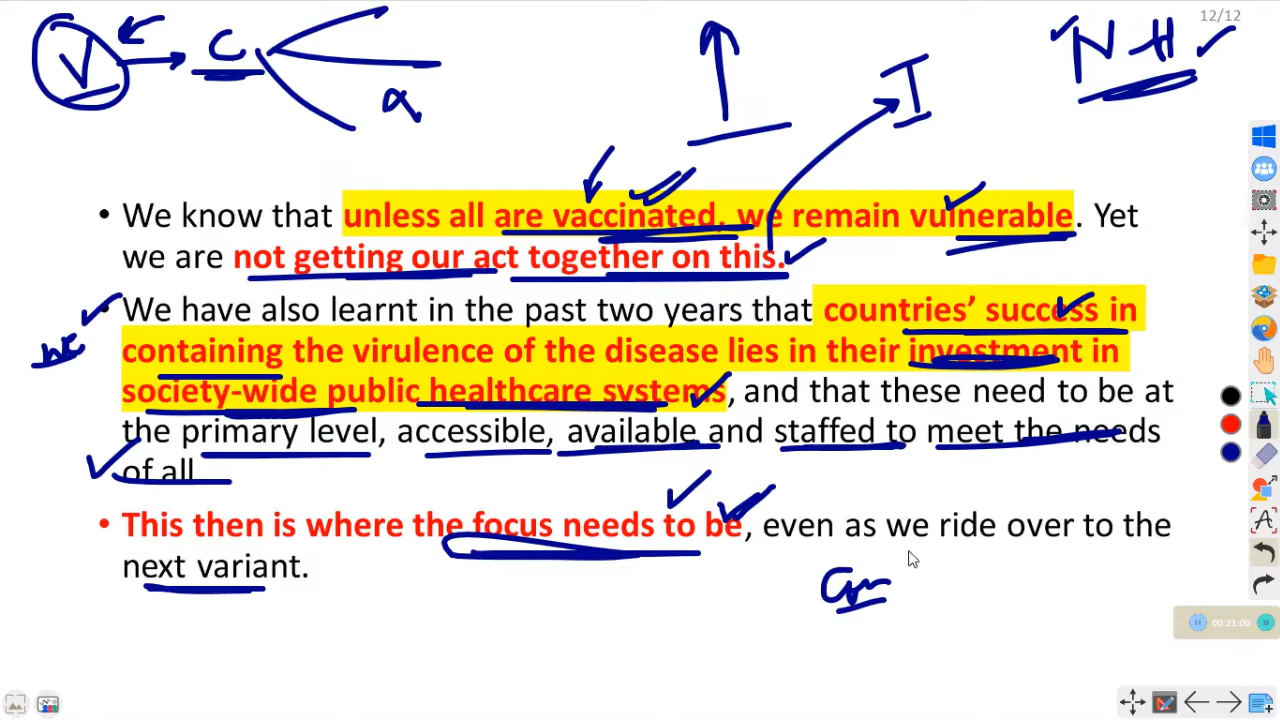 12/12
V C
α
I
N H
• We know that unless all are vaccinated, we remain vulnerable. Yet
we are not getting our act together on this.
• We have also learnt in the past two years that countries’ success in
containing the virulence of the disease lies in their investment in
society-wide public healthcare systems, and that these need to be at
the primary level, accessible, available and staffed to meet the needs
of all
• This then is where the focus needs to be, even as we ride over to the
next variant.
00:21:00